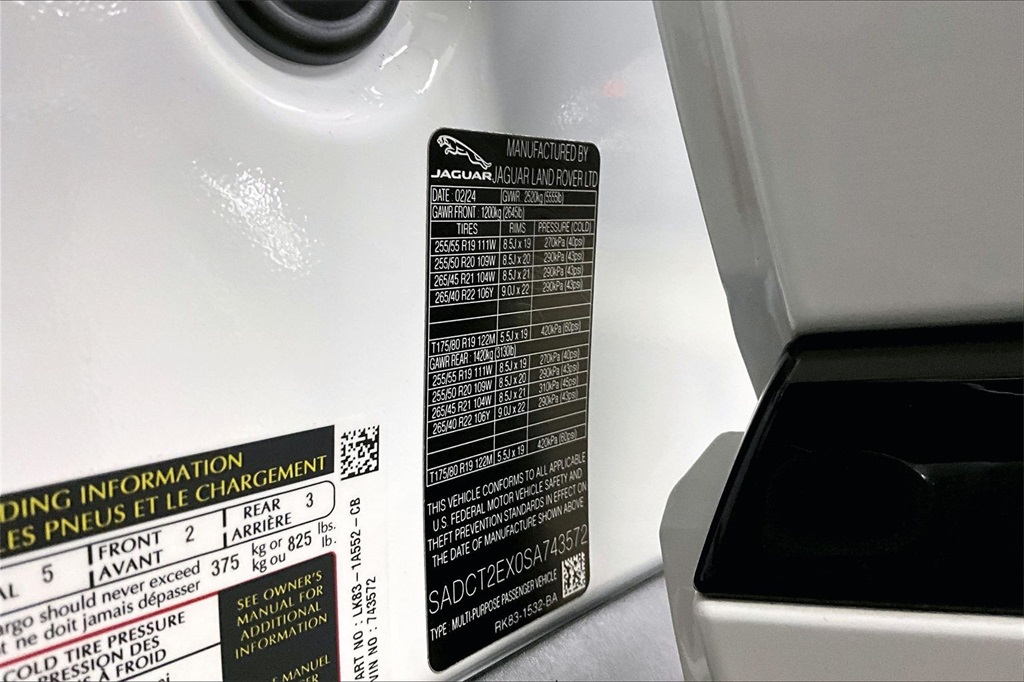 JAGUAR
MANUFACTURED BY
JAGUAR LAND ROVER LTD
DATE : 02/24 GVWR : 2520kg (5555lb)
GAWR FRONT : 1200kg (2645lb)
TIRES RIMS PRESSURE (COLD)
255/55 R19 111W 8.5J x 19 270kPa (40psi)
255/50 R20 109W 8.5J x 20 290kPa (43psi)
265/45 R21 104W 8.5J x 21 290kPa (43psi)
265/40 R22 106Y 9.0J x 22 290kPa (43psi)
T175/80 R19 122M 5.5J x 19 420kPa (60psi)
GAWR REAR : 1420kg (3130lb)
255/55 R19 111W 8.5J x 19 270kPa (40psi)
255/50 R20 109W 8.5J x 20 290kPa (43psi)
265/45 R21 104W 8.5J x 21 310kPa (45psi)
265/40 R22 106Y 9.0J x 22 290kPa (43psi)
T175/80 R19 122M 5.5J x 19 420kPa (60psi)
THIS VEHICLE CONFORMS TO ALL APPLICABLE
U.S. FEDERAL MOTOR VEHICLE SAFETY AND
THEFT PREVENTION STANDARDS IN EFFECT ON
THE DATE OF MANUFACTURE SHOWN ABOVE
SADCT2EX0SA743572
TYPE : MULTI-PURPOSE PASSENGER VEHICLE
RK83-1532-BA
DING INFORMATION
LES PNEUS ET LE CHARGEMENT
AL 5 FRONT 2 REAR 3
AVANT ARRIÈRE
argo should never exceed 375 kg or 825 lbs.
t ne doit jamais dépasser kg ou lb.
COLD TIRE PRESSURE
PRESSION DES
À FROID
SEE OWNER'S
MANUAL FOR
ADDITIONAL
INFORMATION
MANUEL
ART NO : LK83-1A552-CB
VIN NO : 743572